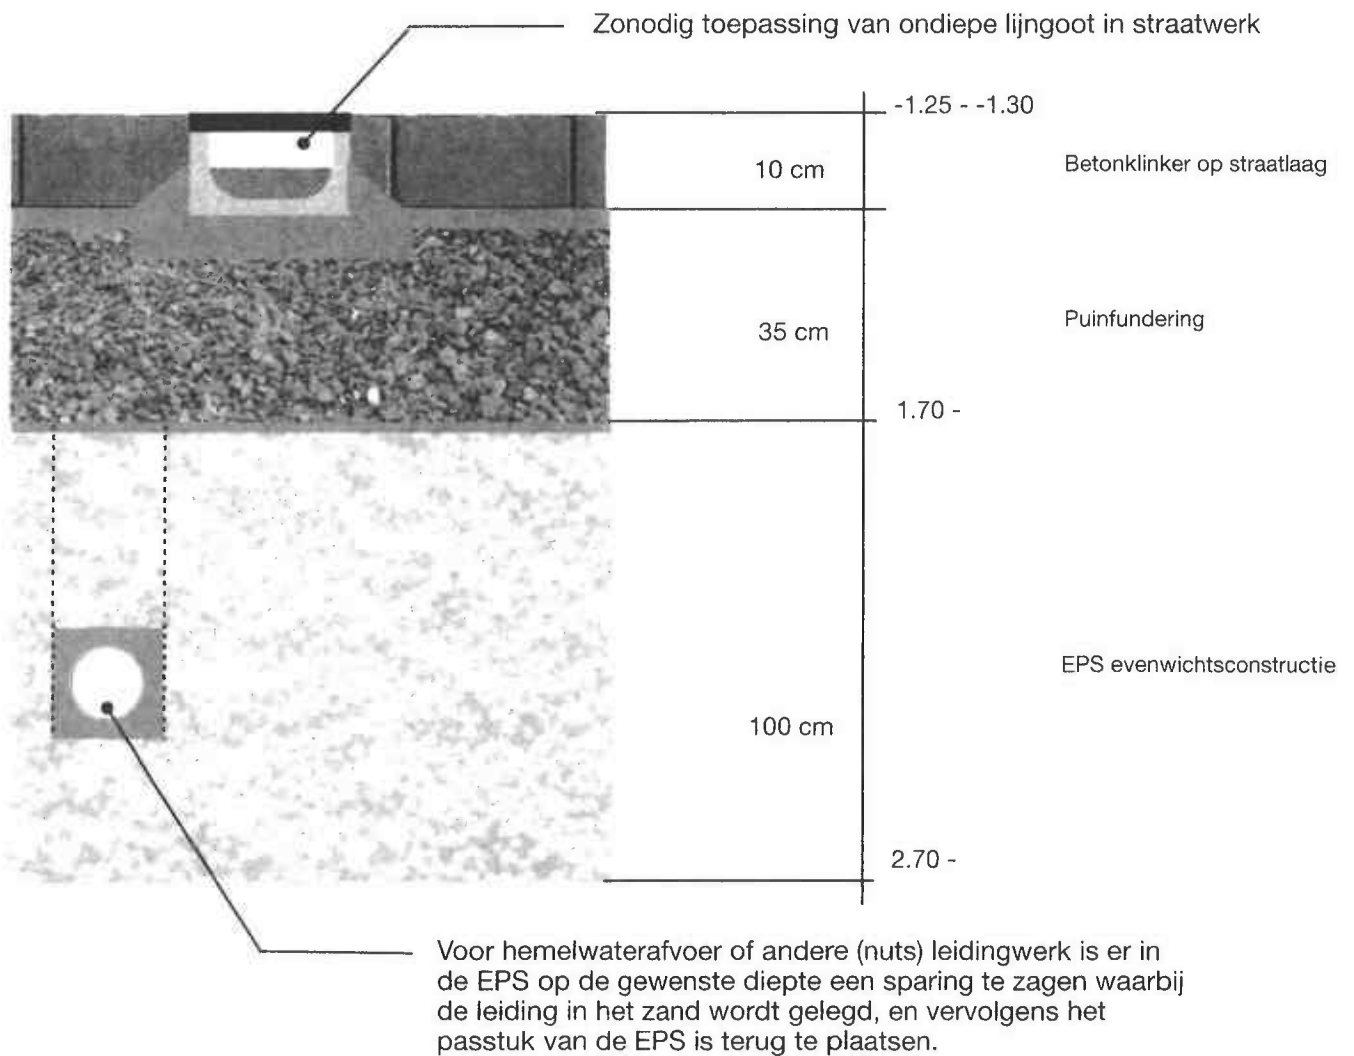 Zonodig toepassing van ondiepe lijngoot in straatwerk
-1.25 - -1.30
10 cm
Betonklinker op straatlaag
35 cm
Puinfundering
1.70 -
EPS evenwichtsconstructie
100 cm
2.70 -
Voor hemelwaterafvoer of andere (nuts) leidingwerk is er in
de EPS op de gewenste diepte een sparing te zagen waarbij
de leiding in het zand wordt gelegd, en vervolgens het
passtuk van de EPS is terug te plaatsen.